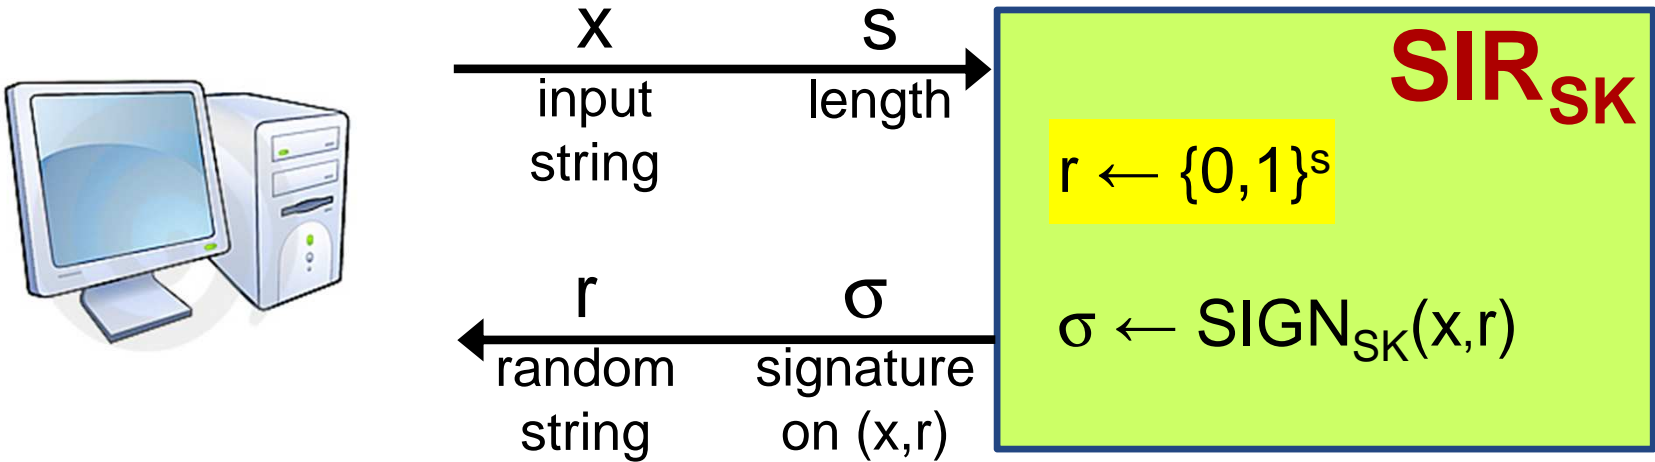 x s
input length
string
SIR_SK
r ← {0,1}^s
r σ
random signature
string on (x,r)
σ ← SIGN_SK(x,r)